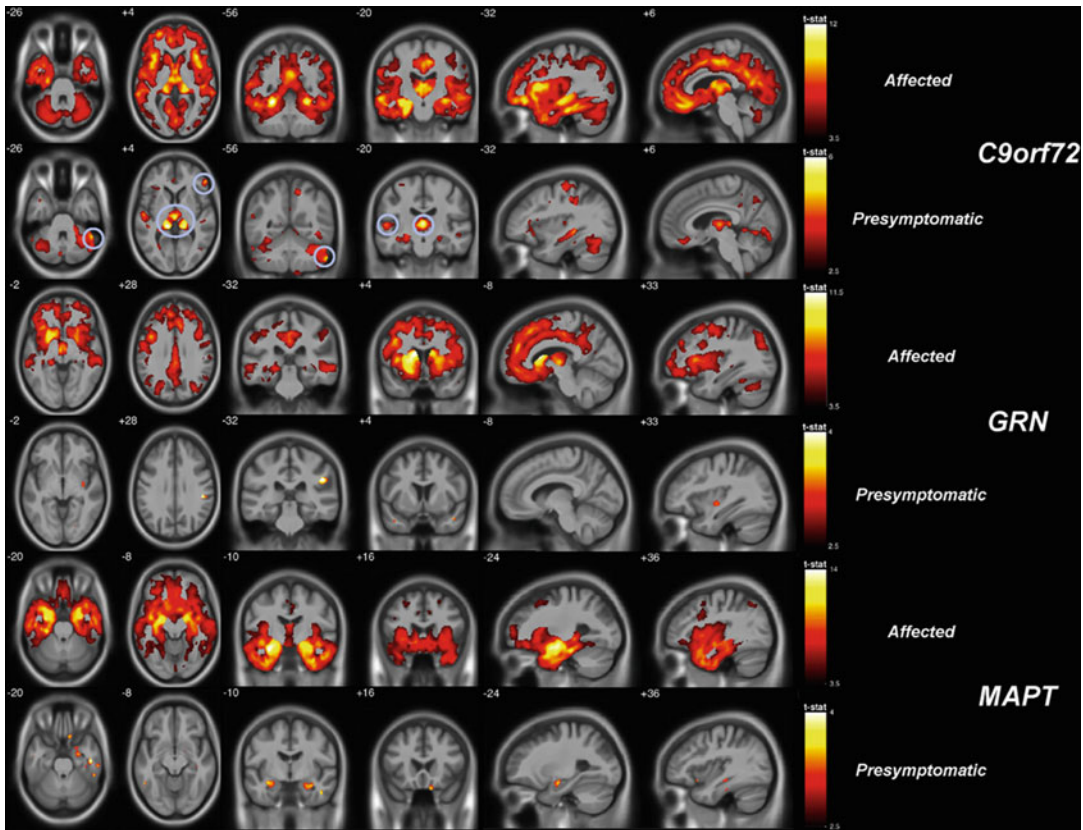 -26 +4 -56 -20 -32 +6 t-stat
12
Affected
3.5
C9orf72
-26 +4 -56 -20 -32 +6 t-stat
6
Presymptomatic
2.5
-2 +28 -32 +4 -8 +33 t-stat
11.5
Affected
3.5
GRN
-2 +28 -32 +4 -8 +33 t-stat
4
Presymptomatic
2.5
-20 -8 -10 +16 -24 +36 t-stat
14
Affected
3.5
MAPT
-20 -8 -10 +16 -24 +36 t-stat
4
Presymptomatic
2.5